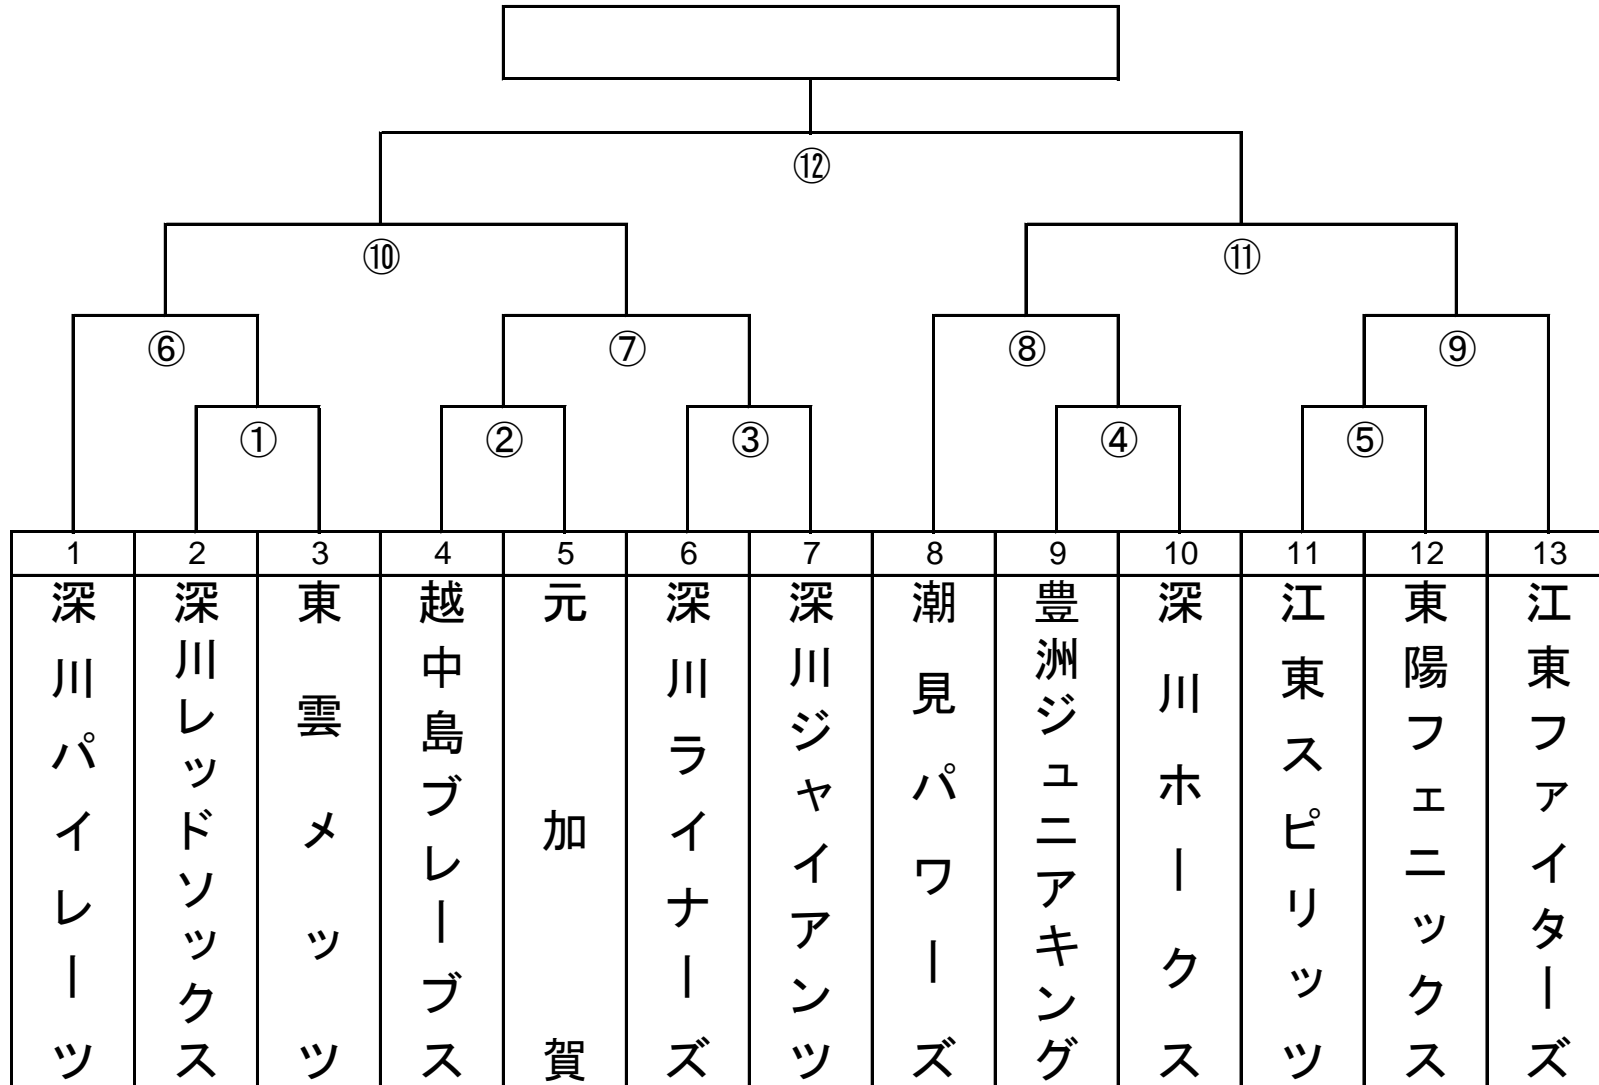 ⑫
⑩ ⑪
⑥ ⑦ ⑧ ⑨
① ② ③ ④ ⑤
1 2 3 4 5 6 7 8 9 10 11 12 13
深川パイレーツ
深川レッドソックス
東雲メッツ
越中島ブレーブス
元加賀
深川ライナーズ
深川ジャイアンツ
潮見パワーズ
豊洲ジュニアキング
深川ホークス
江東スピリッツ
東陽フェニックス
江東ファイターズ